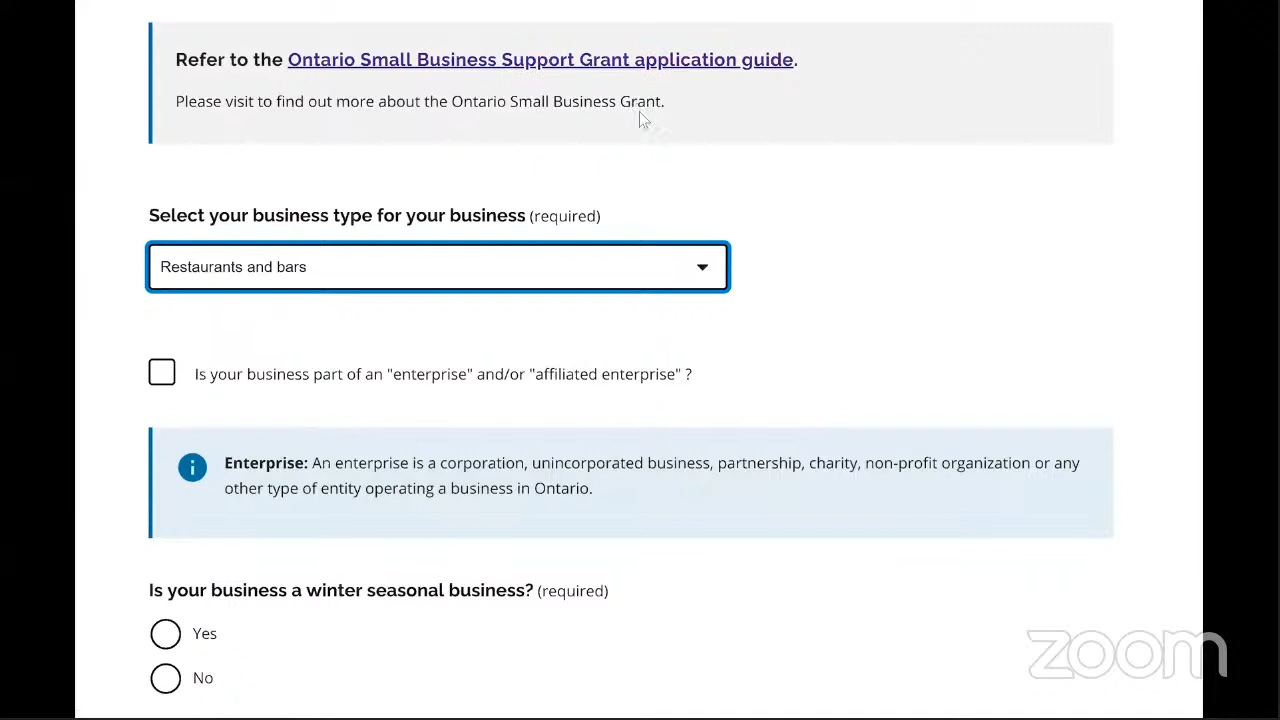 Refer to the Ontario Small Business Support Grant application guide.
Please visit to find out more about the Ontario Small Business Grant.
Select your business type for your business (required)
Restaurants and bars
Is your business part of an "enterprise" and/or "affiliated enterprise" ?
Enterprise: An enterprise is a corporation, unincorporated business, partnership, charity, non-profit organization or any
other type of entity operating a business in Ontario.
Is your business a winter seasonal business? (required)
Yes
No
zoom